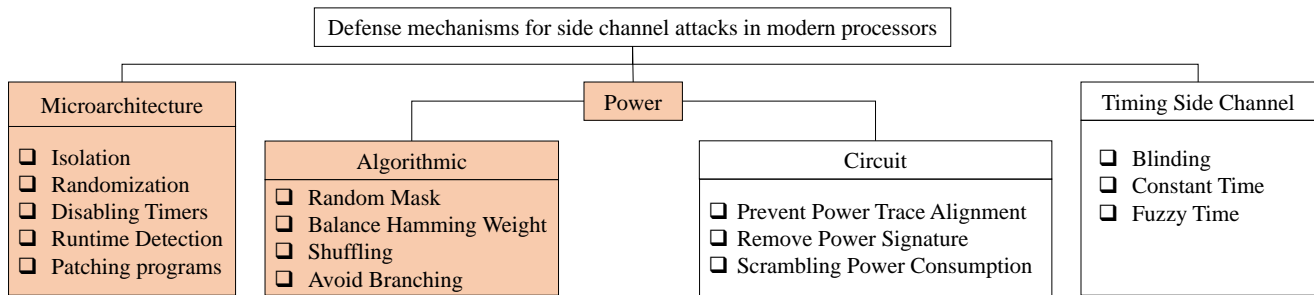 Defense mechanisms for side channel attacks in modern processors
Microarchitecture
❑ Isolation
❑ Randomization
❑ Disabling Timers
❑ Runtime Detection
❑ Patching programs
Power
Algorithmic
❑ Random Mask
❑ Balance Hamming Weight
❑ Shuffling
❑ Avoid Branching
Circuit
❑ Prevent Power Trace Alignment
❑ Remove Power Signature
❑ Scrambling Power Consumption
Timing Side Channel
❑ Blinding
❑ Constant Time
❑ Fuzzy Time